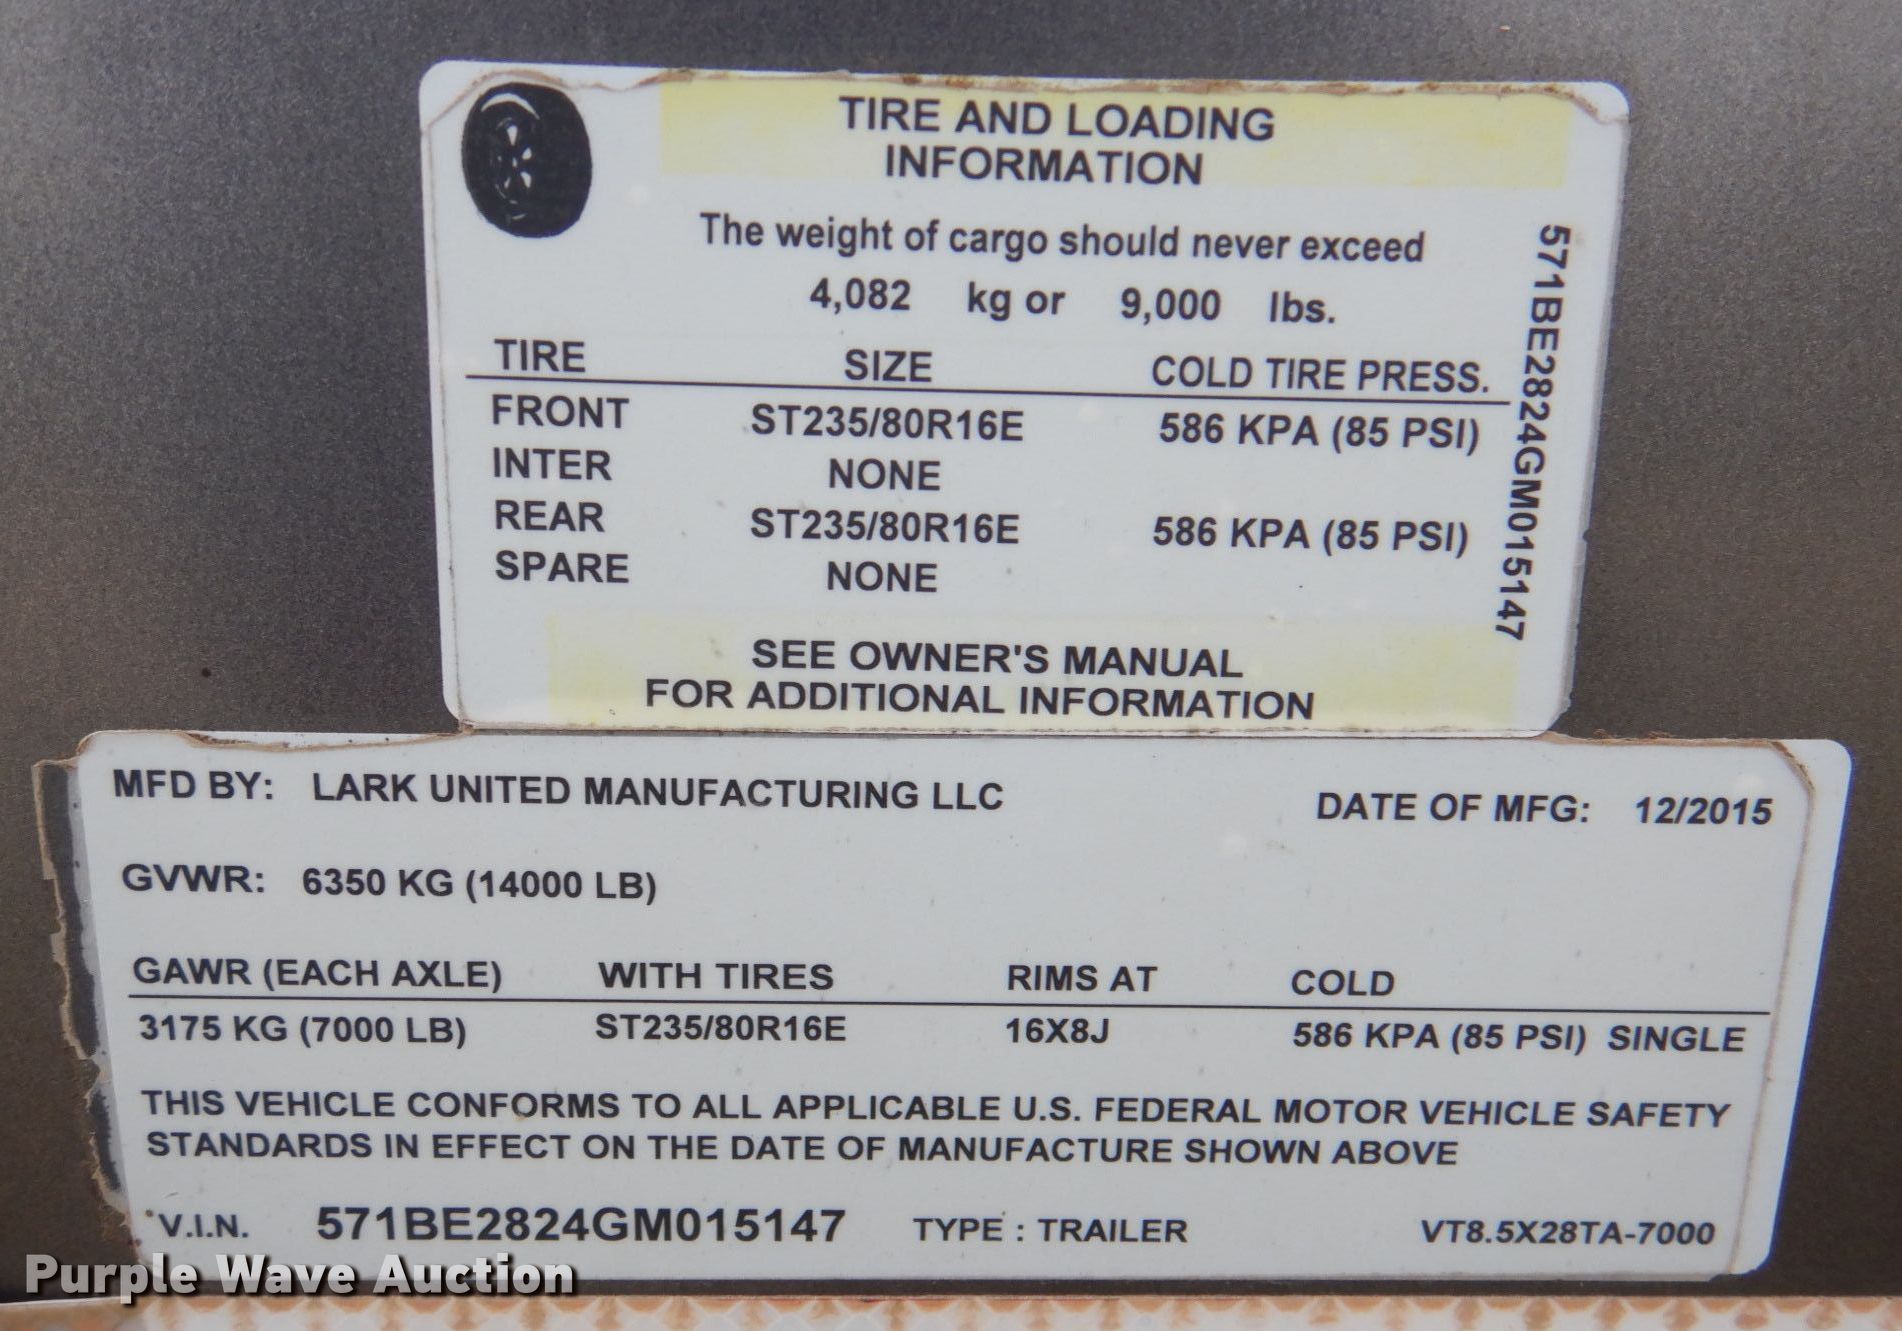 TIRE AND LOADING
INFORMATION
The weight of cargo should never exceed
4,082 kg or 9,000 lbs.
TIRE SIZE COLD TIRE PRESS.
FRONT ST235/80R16E 586 KPA (85 PSI)
INTER NONE
REAR ST235/80R16E 586 KPA (85 PSI)
SPARE NONE
SEE OWNER'S MANUAL
FOR ADDITIONAL INFORMATION
571BE2824GM015147
MFD BY: LARK UNITED MANUFACTURING LLC DATE OF MFG: 12/2015
GVWR: 6350 KG (14000 LB)
GAWR (EACH AXLE) WITH TIRES RIMS AT COLD
3175 KG (7000 LB) ST235/80R16E 16X8J 586 KPA (85 PSI) SINGLE
THIS VEHICLE CONFORMS TO ALL APPLICABLE U.S. FEDERAL MOTOR VEHICLE SAFETY
STANDARDS IN EFFECT ON THE DATE OF MANUFACTURE SHOWN ABOVE
V.I.N. 571BE2824GM015147 TYPE : TRAILER VT8.5X28TA-7000
Purple Wave Auction